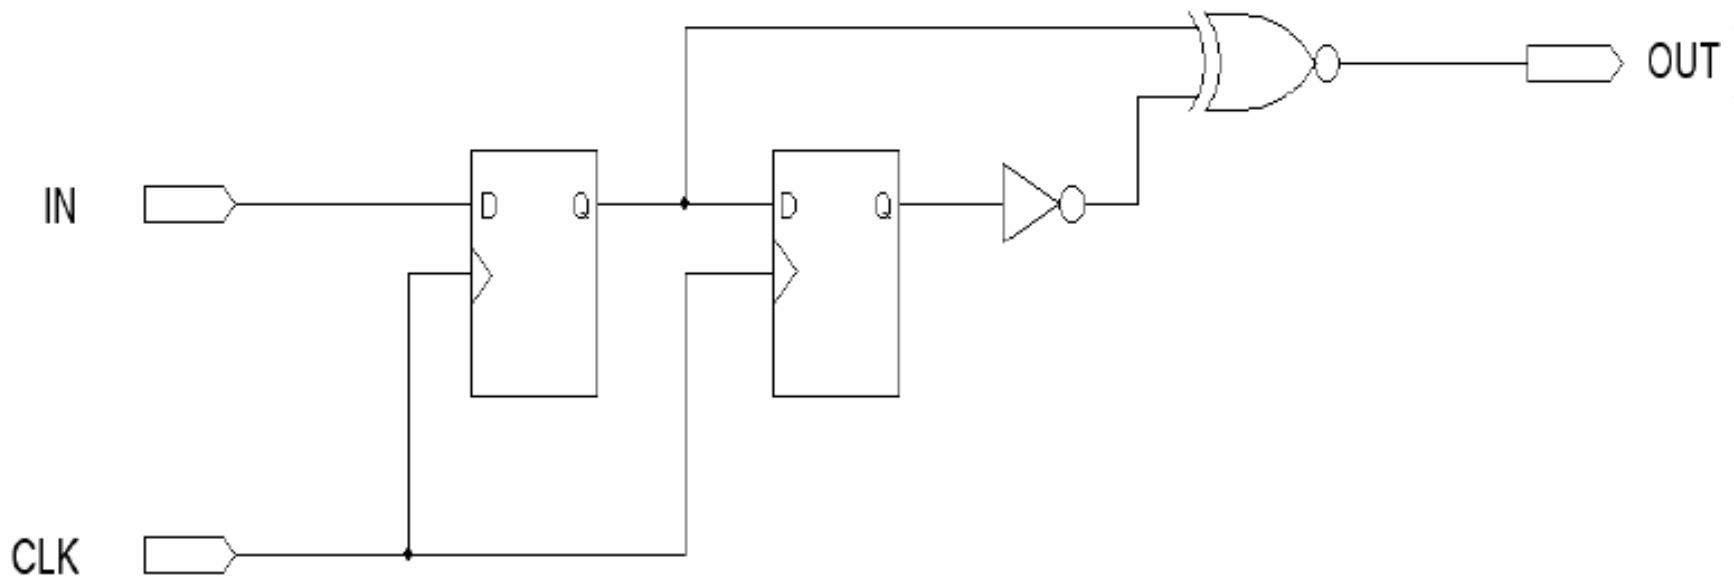 OUT
IN
D Q
D Q
CLK